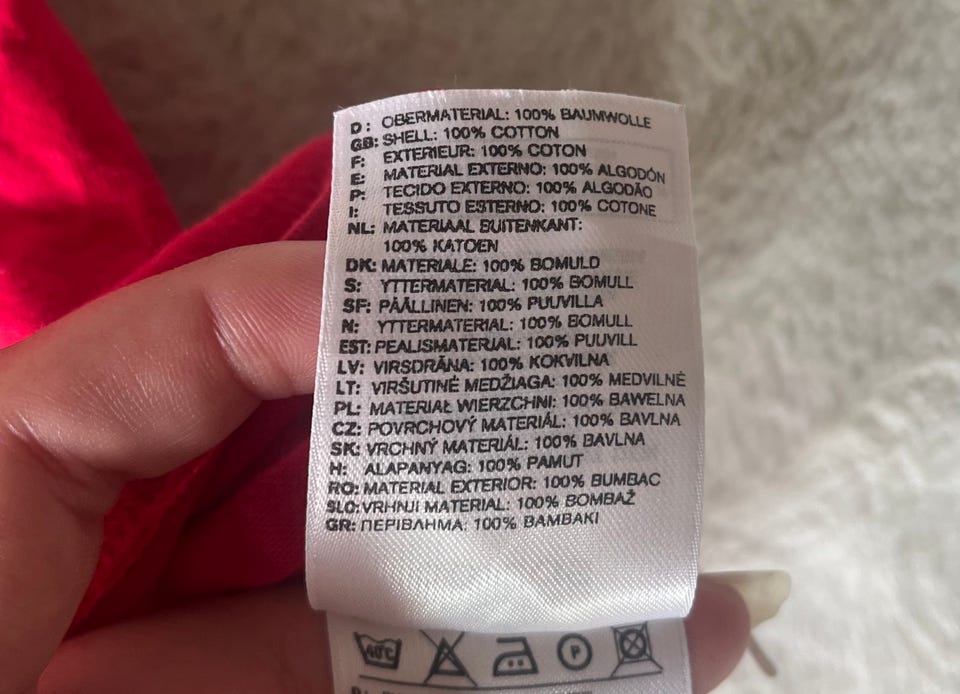 D: OBERMATERIAL: 100% BAUMWOLLE
GB: SHELL: 100% COTTON
F: EXTERIEUR: 100% COTON
E: MATERIAL EXTERNO: 100% ALGODÓN
P: TECIDO EXTERNO: 100% ALGODÃO
I: TESSUTO ESTERNO: 100% COTONE
NL: MATERIAAL BUITENKANT:
100% KATOEN
DK: MATERIALE: 100% BOMULD
S: YTTERMATERIAL: 100% BOMULL
SF: PÄÄLLINEN: 100% PUUVILLA
N: YTTERMATERIAL: 100% BOMULL
EST: PEALISMATERJAL: 100% PUUVILL
LV: VIRSDRĀNA: 100% KOKVILNA
LT: VIRŠUTINĖ MEDŽIAGA: 100% MEDVILNĖ
PL: MATERIAŁ WIERZCHNI: 100% BAWEŁNA
CZ: POVRCHOVÝ MATERIÁL: 100% BAVLNA
SK: VRCHNÝ MATERIÁL: 100% BAVLNA
H: ALAPANYAG: 100% PAMUT
RO: MATERIAL EXTERIOR: 100% BUMBAC
SLO: VRHNJI MATERIAL: 100% BOMBAŽ
GR: ΠΕΡΙΒΛΗΜΑ: 100% ΒΑΜΒΑΚΙ
40°C P